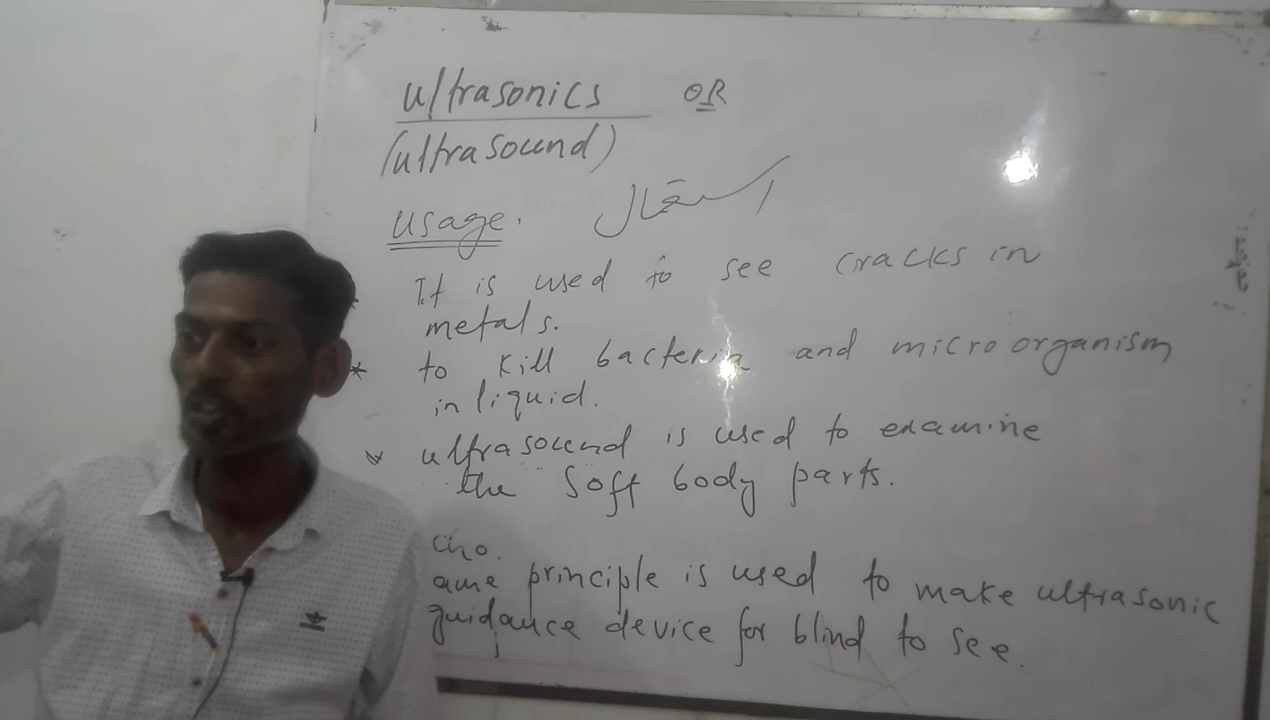 Ultrasonics OR
(ultrasound)
Usage. استعمال
It is used to see cracks in
metals.
* to kill bacteria and microorganism
in liquid.
ultrasound is used to examine
the soft body parts.
cho.
ame principle is used to make ultrasonic
guidance device for blind to see.